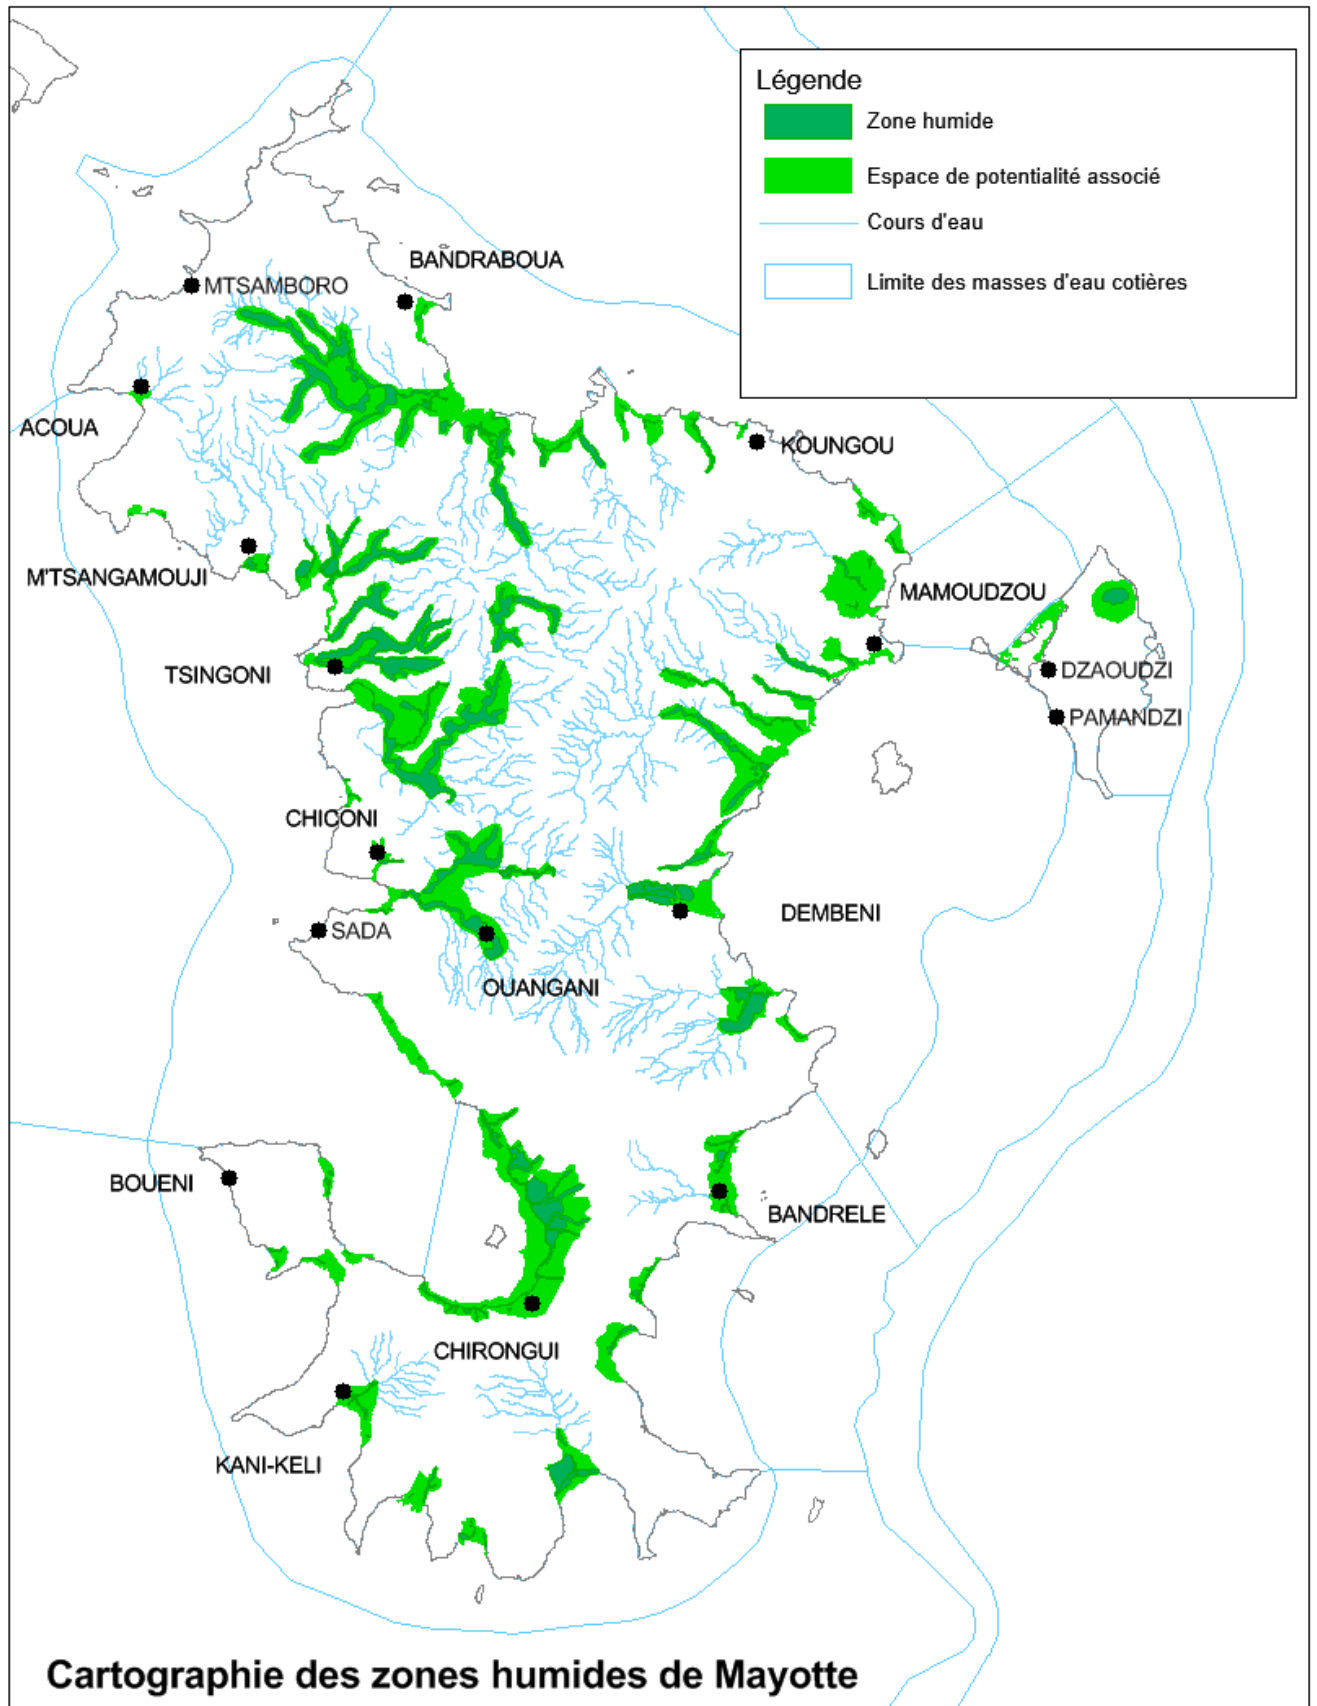 Légende
Zone humide
Espace de potentialité associé
Cours d'eau
Limite des masses d'eau cotières
BANDRABOUA
MTSAMBORO
ACOUA
KOUNGOU
M'TSANGAMOUJI
MAMOUDZOU
TSINGONI
DZAOUDZI
PAMANDZI
CHICONI
DEMBENI
SADA
OUANGANI
BOUENI
BANDRELE
CHIRONGUI
KANI-KELI
Cartographie des zones humides de Mayotte